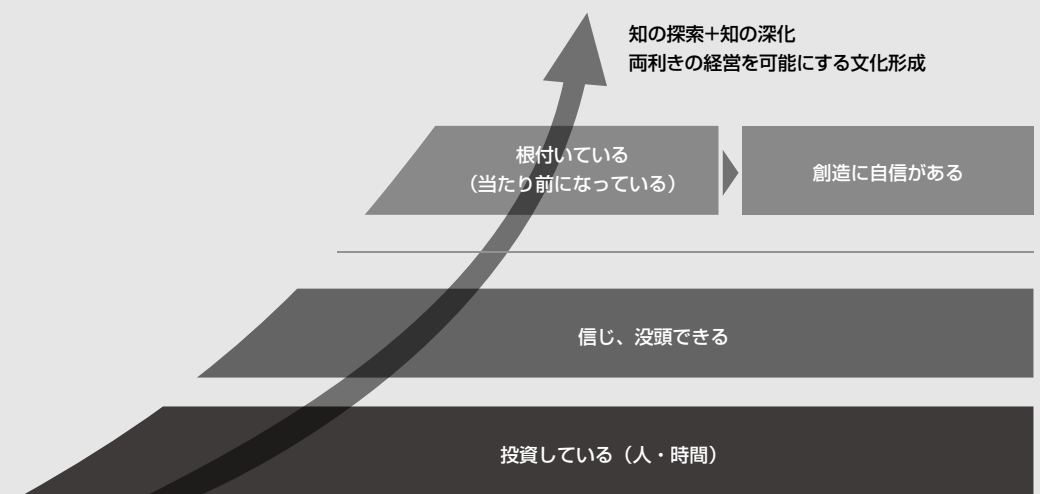 知の探索＋知の深化
両利きの経営を可能にする文化形成
根付いている
（当たり前になっている）
創造に自信がある
信じ、没頭できる
投資している（人・時間）